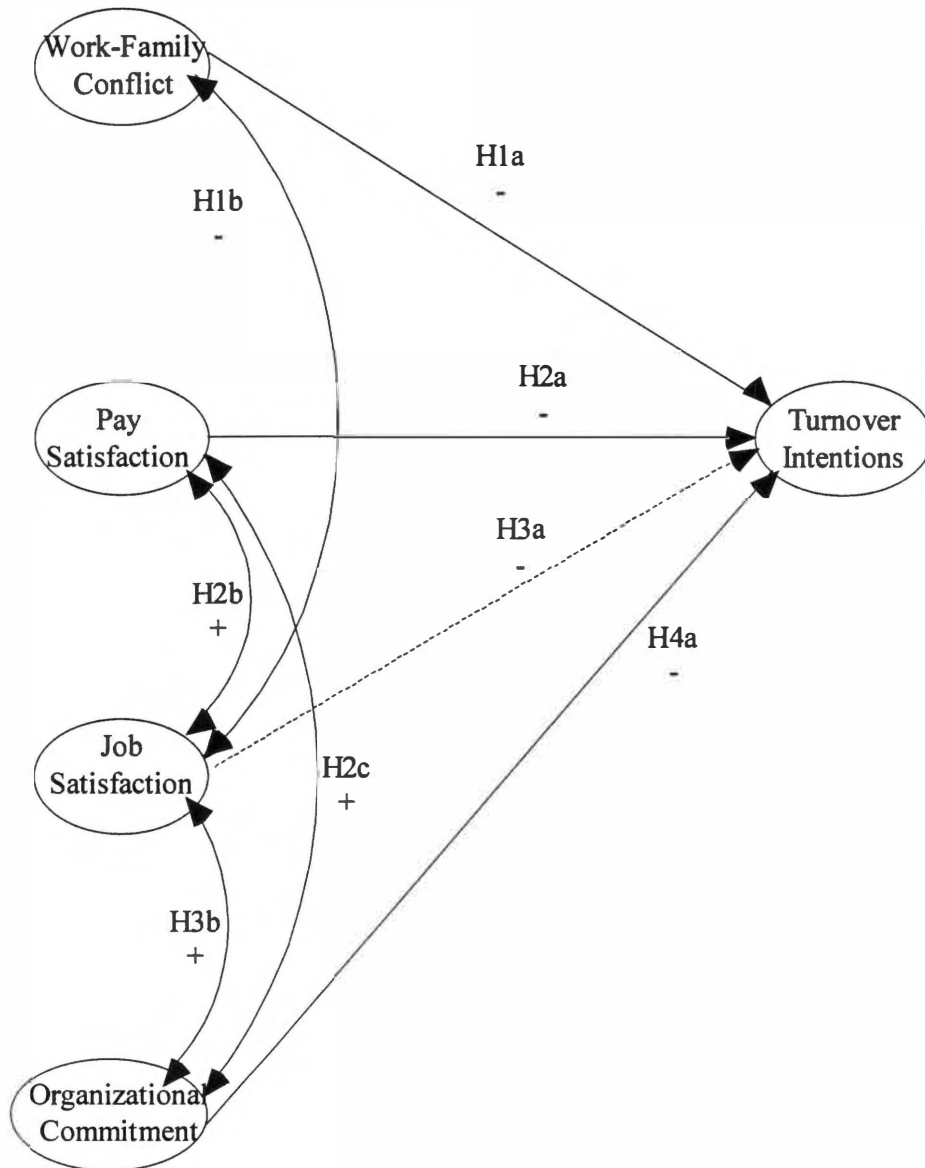 Work-Family
Conflict
H1a
-
H1b
-
H2a
-
Pay
Satisfaction
Turnover
Intentions
H3a
-
H2b
+
H4a
-
Job
Satisfaction
H2c
+
H3b
+
Organizational
Commitment